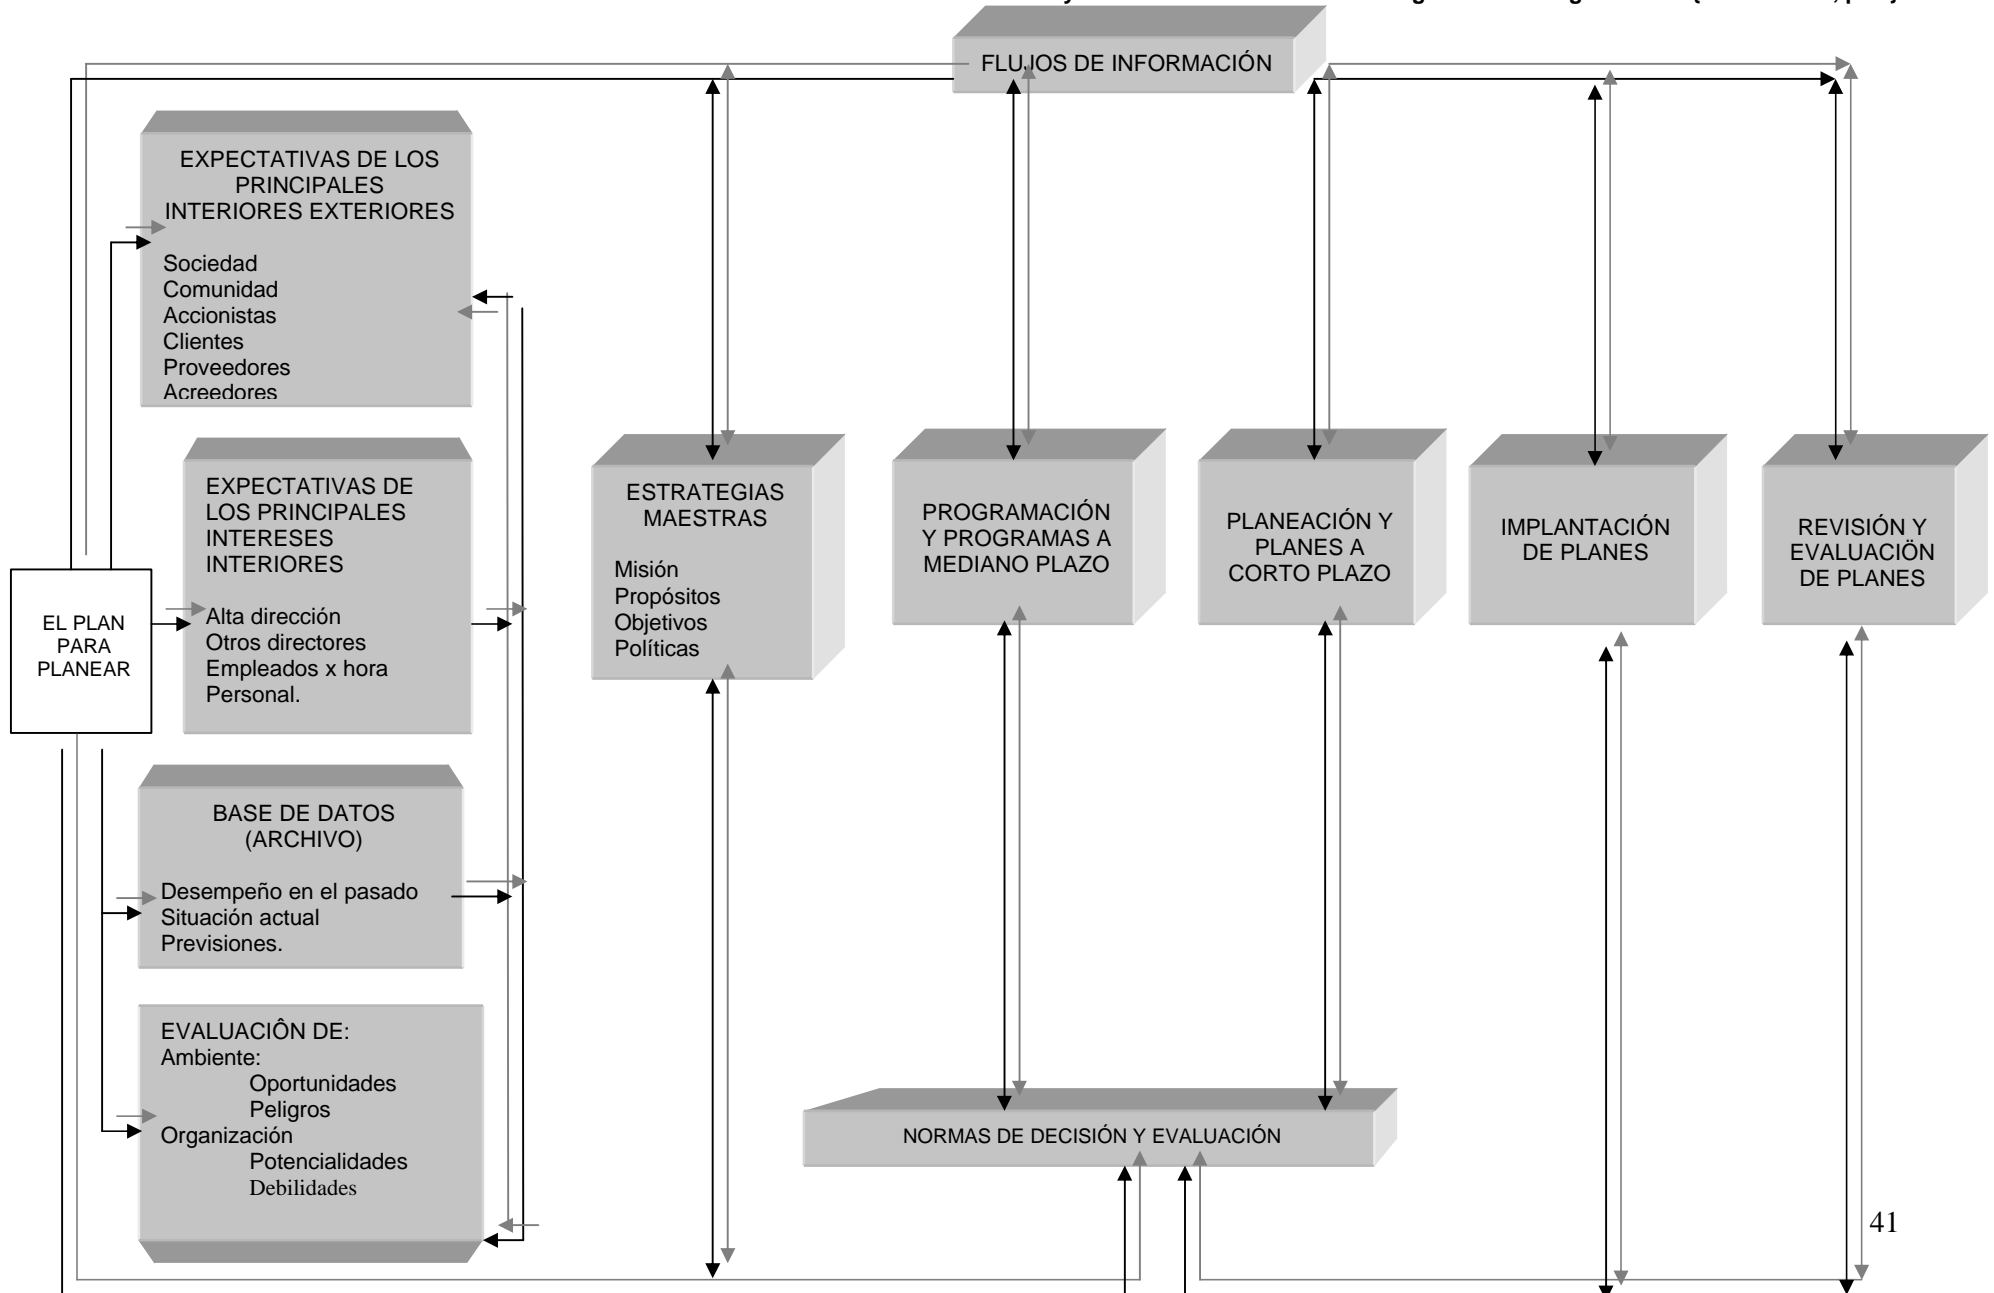 FLUJOS DE INFORMACIÓN
EXPECTATIVAS DE LOS
PRINCIPALES
INTERIORES EXTERIORES
Sociedad
Comunidad
Accionistas
Clientes
Proveedores
Acreedores
EXPECTATIVAS DE
LOS PRINCIPALES
INTERESES
INTERIORES
Alta dirección
Otros directores
Empleados x hora
Personal.
EL PLAN
PARA
PLANEAR
BASE DE DATOS
(ARCHIVO)
Desempeño en el pasado
Situación actual
Previsiones.
EVALUACIÔN DE:
Ambiente:
Oportunidades
Peligros
Organización
Potencialidades
Debilidades
ESTRATEGIAS
MAESTRAS
Misión
Propósitos
Objetivos
Políticas
PROGRAMACIÓN
Y PROGRAMAS A
MEDIANO PLAZO
PLANEACIÓN Y
PLANES A
CORTO PLAZO
IMPLANTACIÓN
DE PLANES
REVISIÓN Y
EVALUACIÖN
DE PLANES
NORMAS DE DECISIÓN Y EVALUACIÓN
41